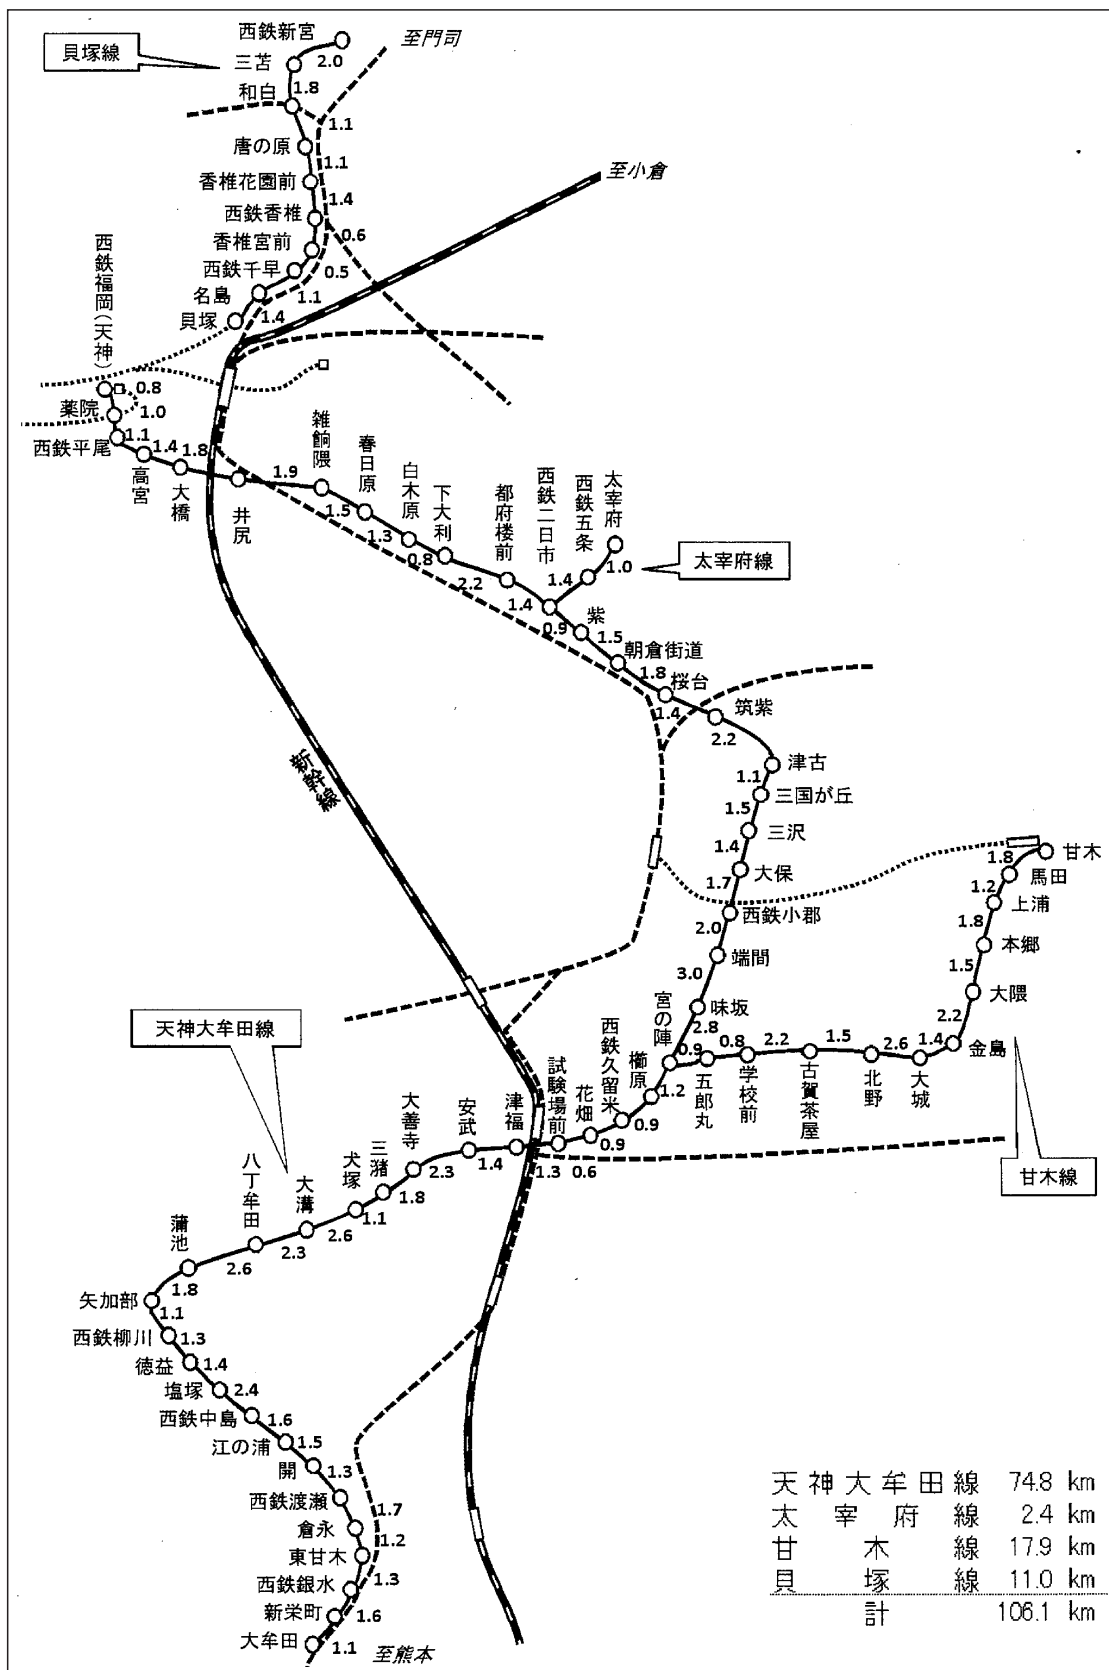 貝塚線
西鉄新宮
2.0
三苫
1.8
和白
1.1
唐の原
1.1
香椎花園前
1.4
西鉄香椎
0.6
香椎宮前
0.5
西鉄千早
1.1
名島
1.4
貝塚
至門司
至小倉
西鉄福岡(天神)
0.8
薬院
1.0
西鉄平尾
1.1
高宮
1.4
大橋
1.8
井尻
1.9
雑餉隈
1.5
春日原
1.3
白木原
0.8
下大利
2.2
都府楼前
1.4
西鉄二日市
1.4
西鉄五条
1.0
太宰府
太宰府線
0.9
紫
1.5
朝倉街道
1.8
桜台
1.4
筑紫
2.2
津古
1.1
三国が丘
1.5
三沢
1.4
大保
1.7
西鉄小郡
2.0
端間
3.0
味坂
2.8
宮の陣
新幹線
甘木
1.8
馬田
1.2
上浦
1.8
本郷
1.5
大隈
2.2
金島
1.4
大城
2.6
北野
1.5
古賀茶屋
2.2
学校前
0.8
五郎丸
0.9
甘木線
1.2
櫛原
0.9
西鉄久留米
0.9
花畑
0.6
試験場前
1.3
津福
1.4
安武
2.3
大善寺
1.8
三潴
1.1
犬塚
2.6
大溝
2.3
八丁牟田
2.6
蒲池
1.8
矢加部
1.1
西鉄柳川
1.3
徳益
1.4
塩塚
2.4
西鉄中島
1.6
江の浦
1.5
開
1.3
西鉄渡瀬
1.7
倉永
1.2
東甘木
1.3
西鉄銀水
1.6
新栄町
1.1
大牟田
至熊本
天神大牟田線
天神大牟田線 74.8 km
太宰府線 2.4 km
甘木線 17.9 km
貝塚線 11.0 km
計 106.1 km